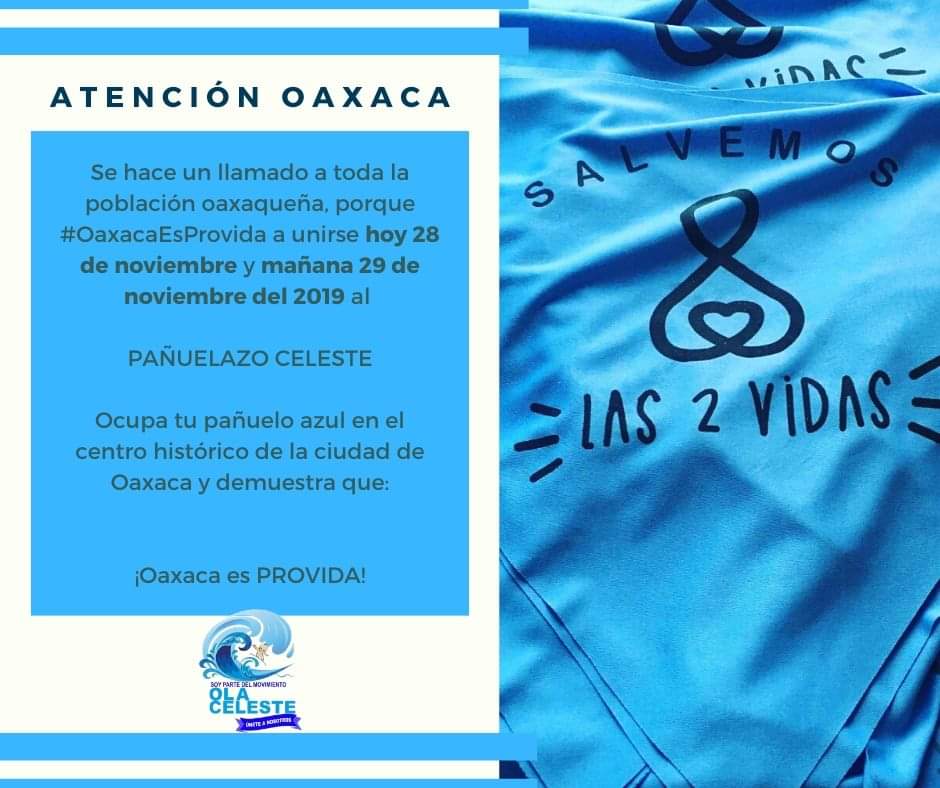 ATENCIÓN OAXACA
Se hace un llamado a toda la
población oaxaqueña, porque
#OaxacaEsProvida a unirse hoy 28
de noviembre y mañana 29 de
noviembre del 2019 al
PAÑUELAZO CELESTE
Ocupa tu pañuelo azul en el
centro histórico de la ciudad de
Oaxaca y demuestra que:
¡Oaxaca es PROVIDA!
SOY PARTE DEL MOVIMIENTO
OLA
CELESTE
ÚNETE A NOSOTROS
VIDAS
SALVEMOS
LAS 2 VIDAS